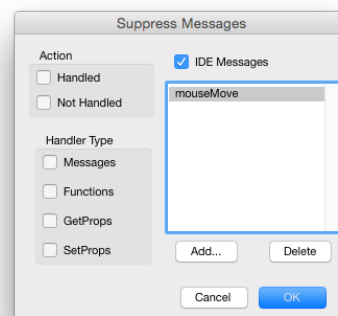 Suppress Messages
Action
Handled
Not Handled
Handler Type
Messages
Functions
GetProps
SetProps
IDE Messages
mouseMove
Add...
Delete
Cancel
OK